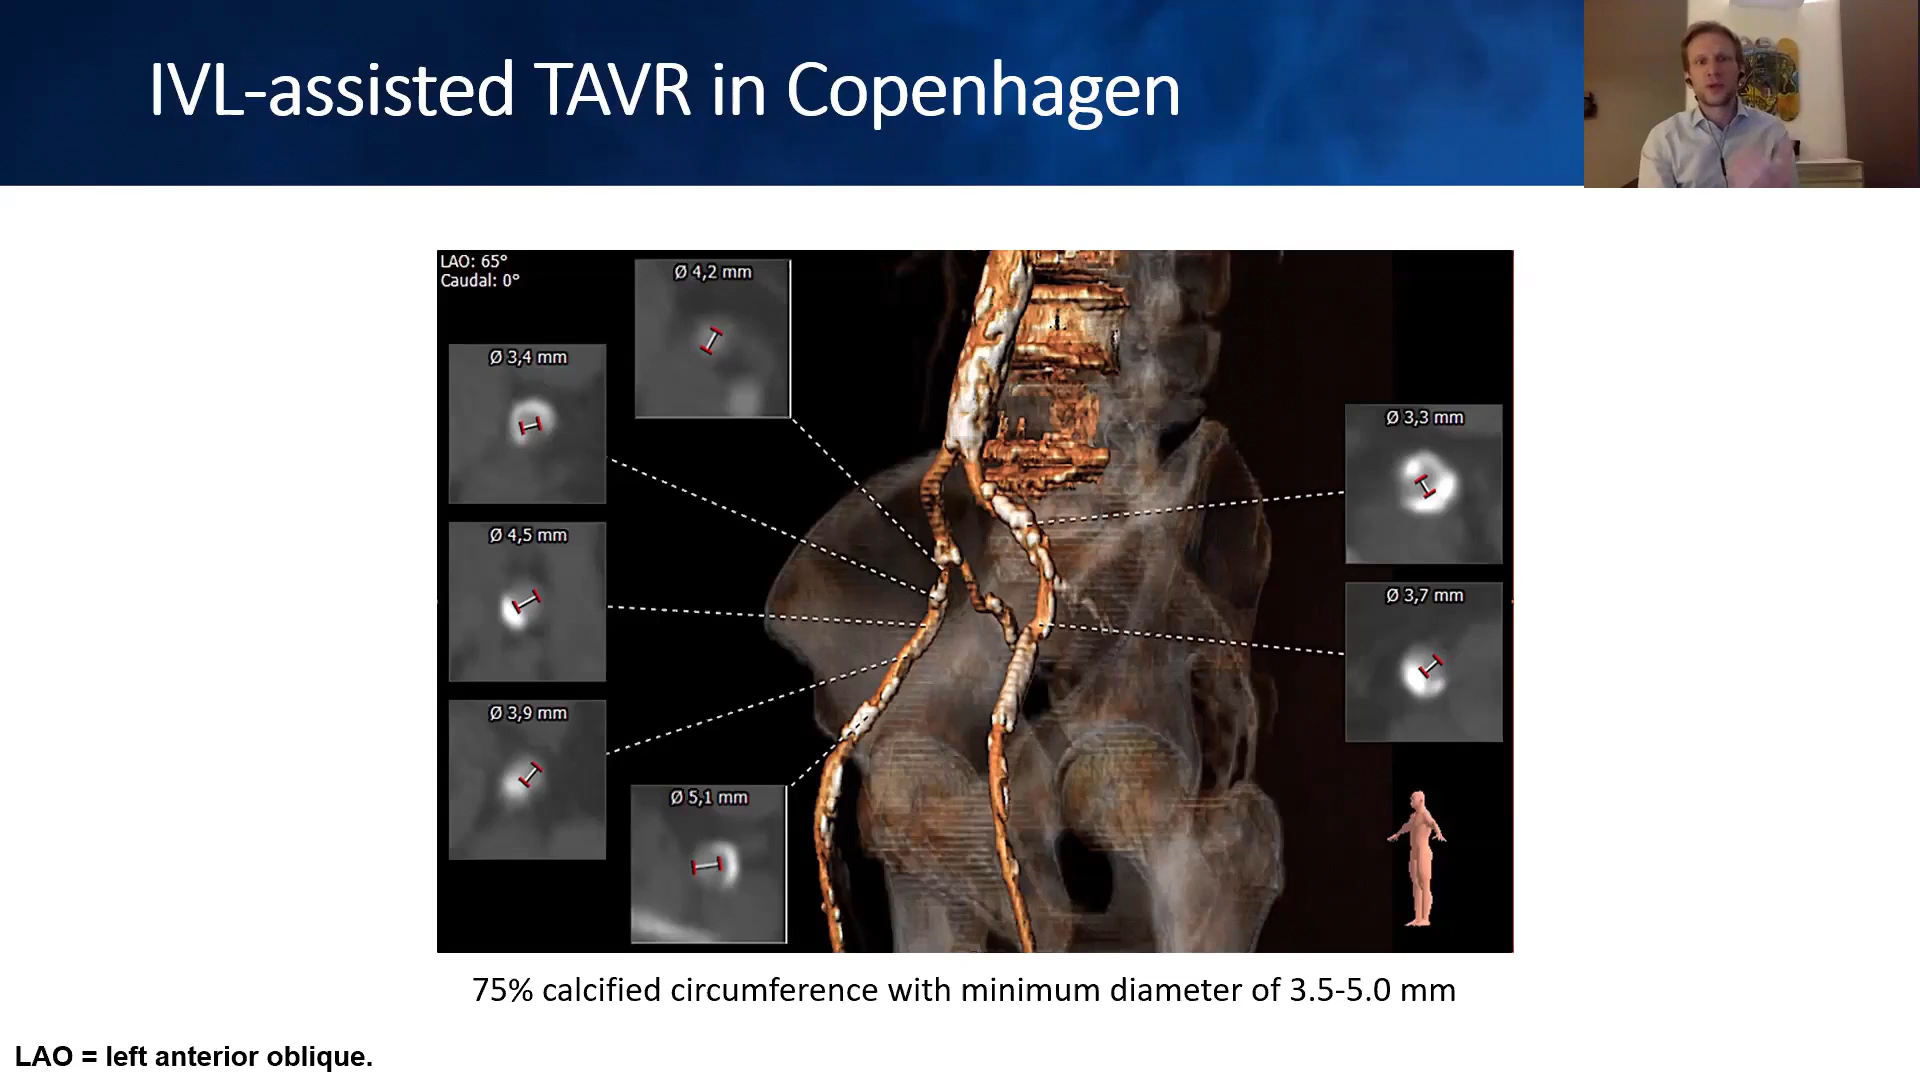 IVL-assisted TAVR in Copenhagen
LAO: 65°
Caudal: 0°
Ø 4,2 mm
Ø 3,4 mm
Ø 4,5 mm
Ø 3,9 mm
Ø 5,1 mm
Ø 3,3 mm
Ø 3,7 mm
75% calcified circumference with minimum diameter of 3.5-5.0 mm
LAO = left anterior oblique.